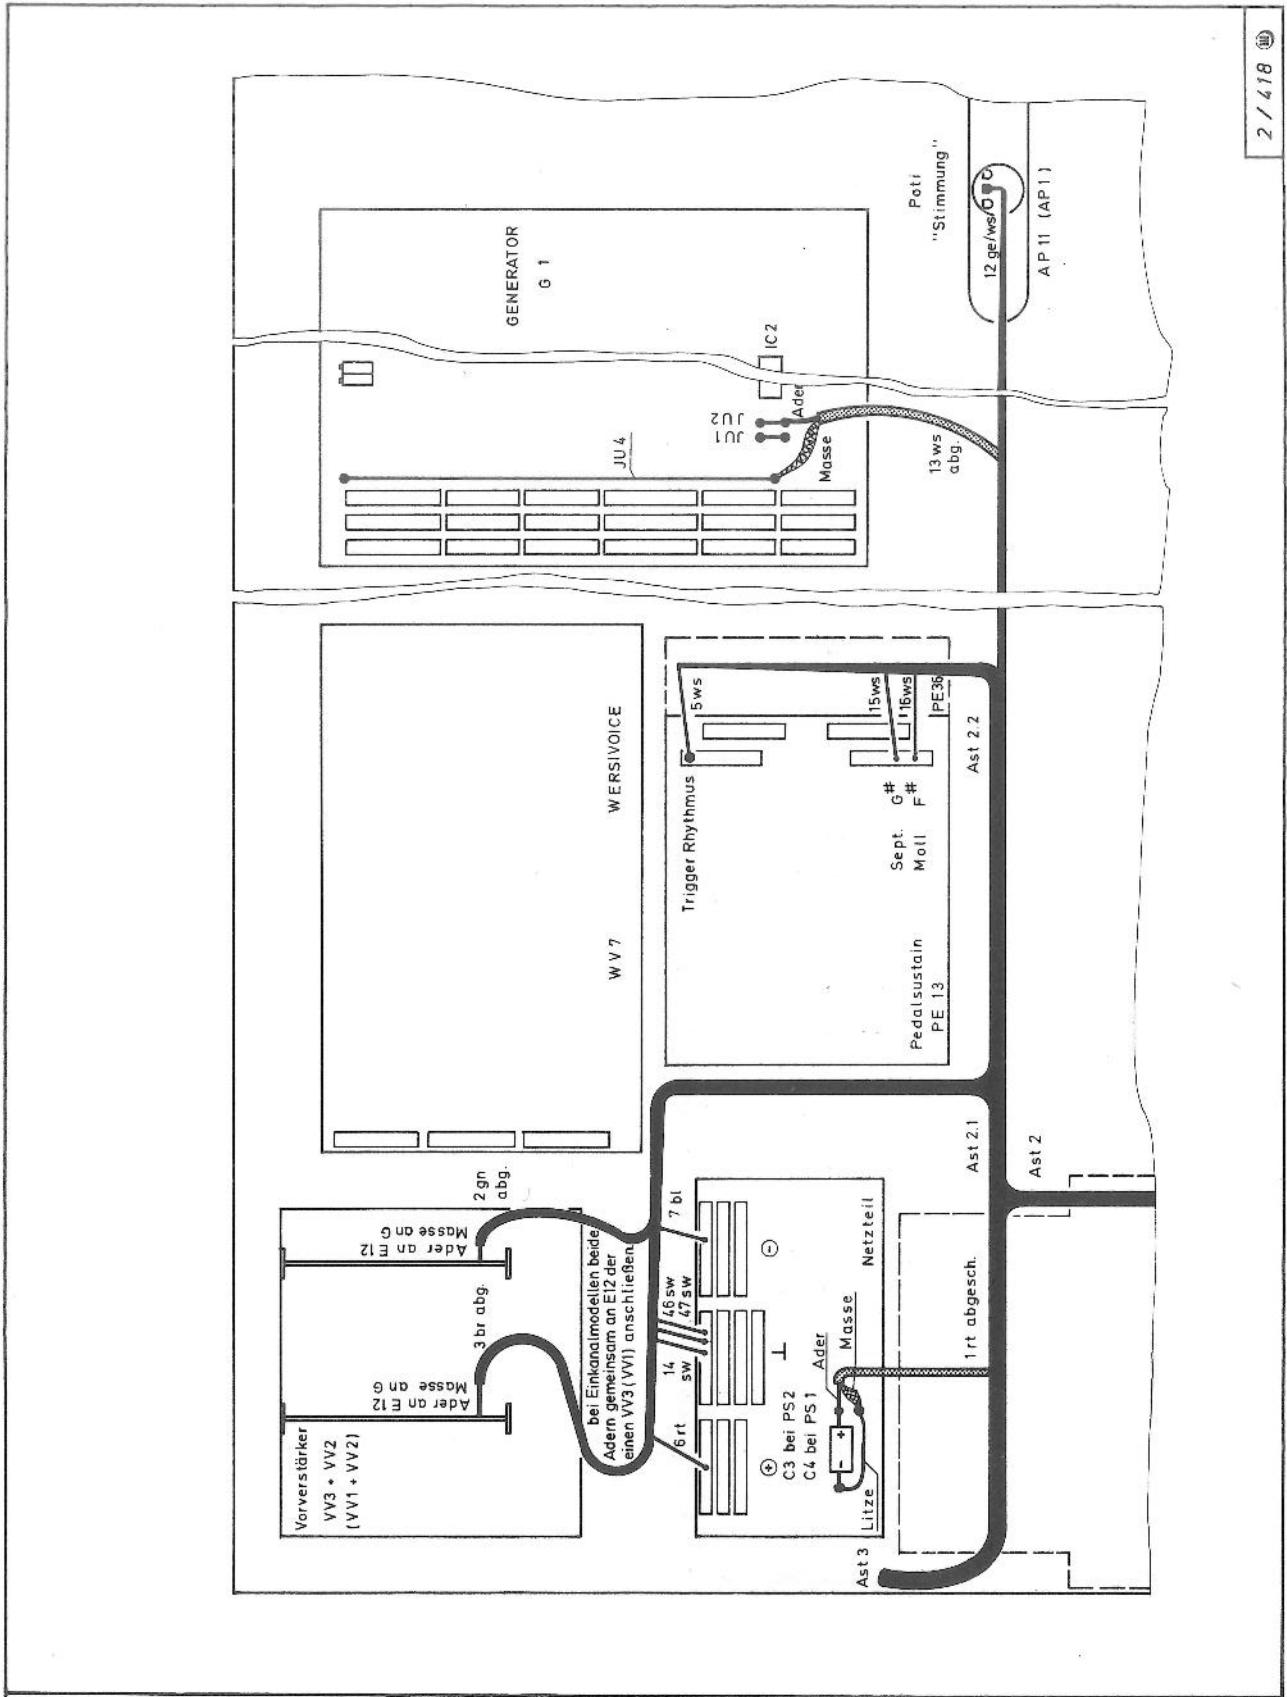 2 / 418
Vorverstärker
VV3 + VV2
(VV1 + VV2)
Ader an E12
Masse an G
3 br abg.
Ader an E12
Masse an G
2 gn
abg.
WV7
WERSIVOICE
GENERATOR
G 1
JU 4
JU1
JU2
IC2
Ader
Masse
13 ws
abg.
Poti
"Stimmung"
12 ge/ws/
AP11 (AP1)
bei Einkanalmodellen beide
Adern gemeinsam an E12 der
einen VV3 (VV1) anschließen
6 rt
14
sw
46 sw
47 sw
7 bl
+
⊥
-
C3 bei PS2
C4 bei PS1
- +
Ader
Masse
Litze
Netzteil
Trigger Rhythmus
5 ws
15 ws
16 ws
PE36
Sept. G#
Moll F#
Pedalsustain
PE 13
Ast 3
1 rt abgesch.
Ast 2.1
Ast 2
Ast 2.2